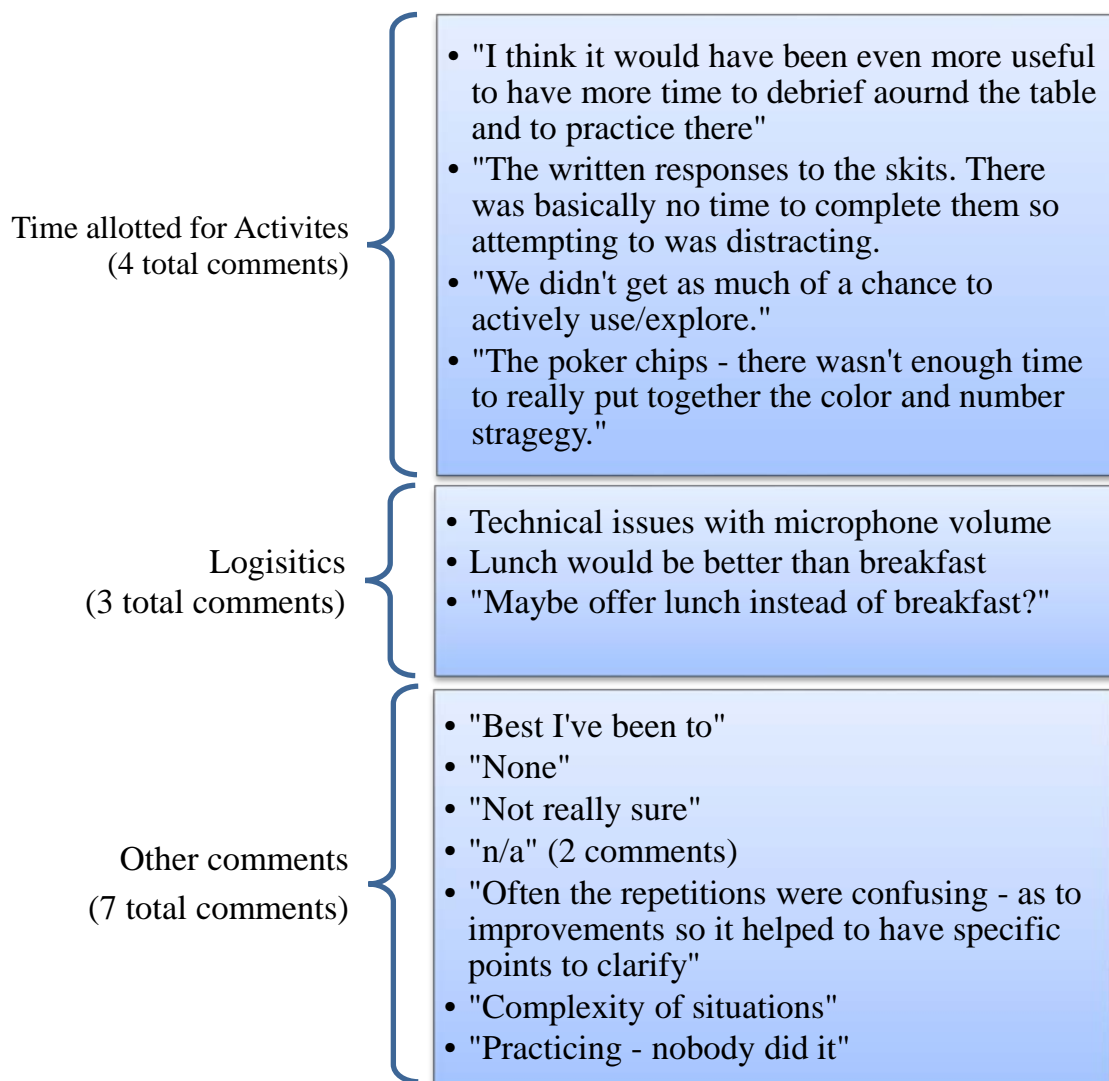 Time allotted for Activites
(4 total comments)
• "I think it would have been even more useful
to have more time to debrief aournd the table
and to practice there"
• "The written responses to the skits. There
was basically no time to complete them so
attempting to was distracting.
• "We didn't get as much of a chance to
actively use/explore."
• "The poker chips - there wasn't enough time
to really put together the color and number
stragegy."
Logisitics
(3 total comments)
• Technical issues with microphone volume
• Lunch would be better than breakfast
• "Maybe offer lunch instead of breakfast?"
Other comments
(7 total comments)
• "Best I've been to"
• "None"
• "Not really sure"
• "n/a" (2 comments)
• "Often the repetitions were confusing - as to
improvements so it helped to have specific
points to clarify"
• "Complexity of situations"
• "Practicing - nobody did it"